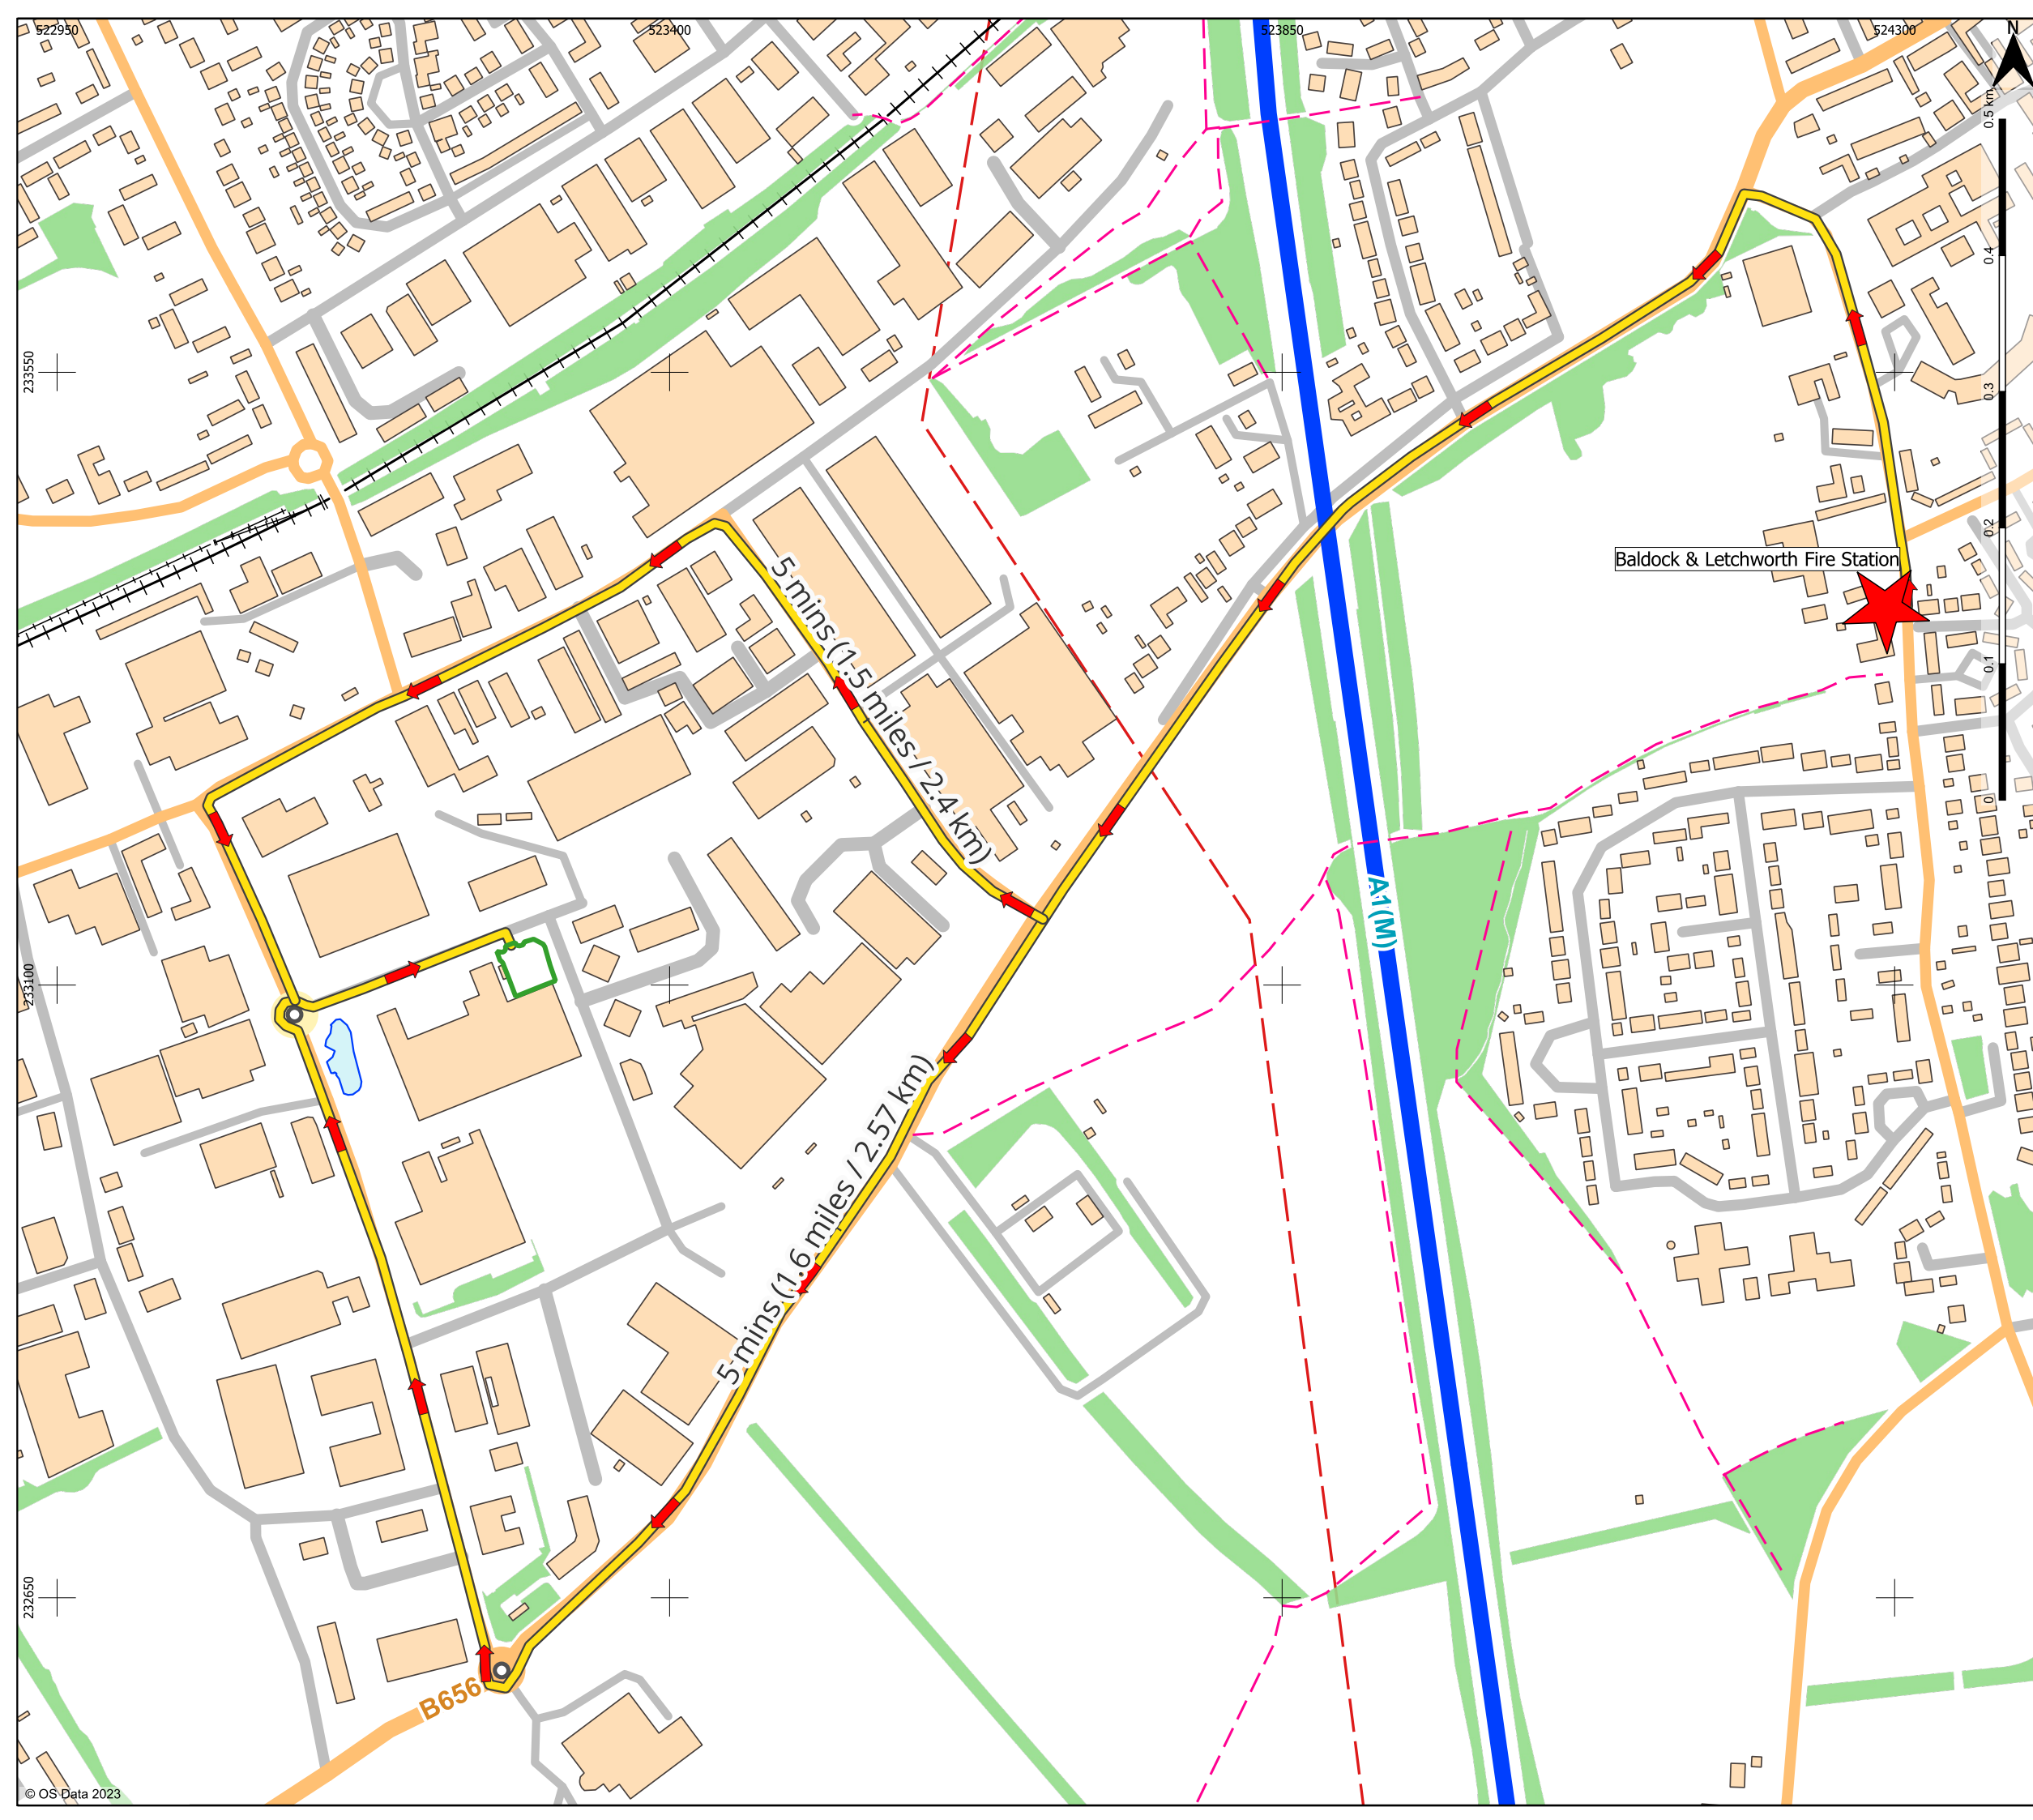 522950
523400
523850
524300
N
0.5 km
0.4
0.3
0.2
0.1
0
233550
233100
232650
Baldock & Letchworth Fire Station
5 mins (1.5 miles / 2.4 km)
A1(M)
5 mins (1.6 miles / 2.57 km)
B656
© OS Data 2023